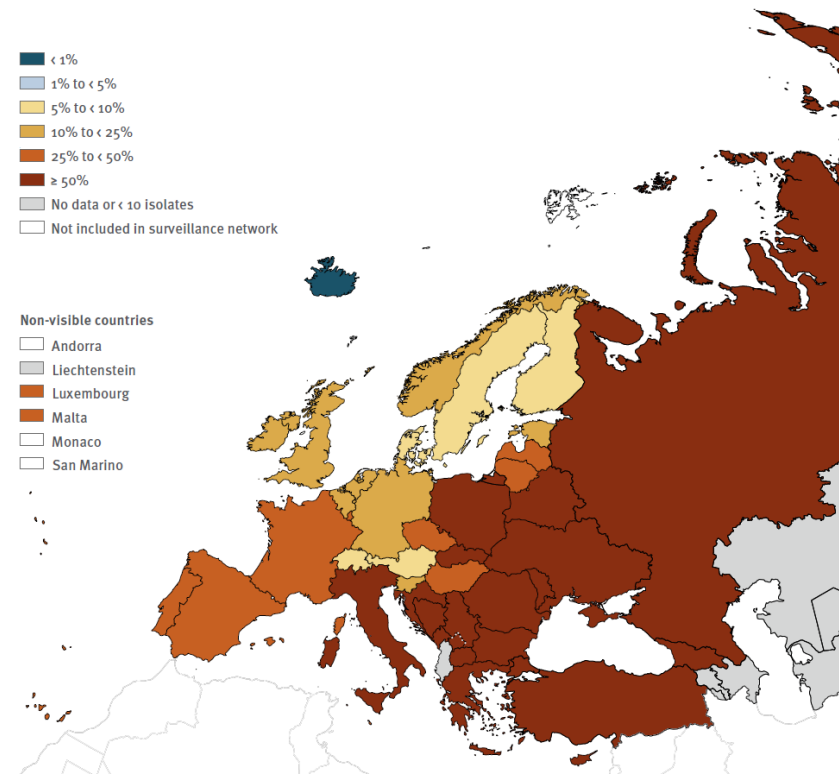 < 1%
1% to < 5%
5% to < 10%
10% to < 25%
25% to < 50%
≥ 50%
No data or < 10 isolates
Not included in surveillance network
Non-visible countries
Andorra
Liechtenstein
Luxembourg
Malta
Monaco
San Marino